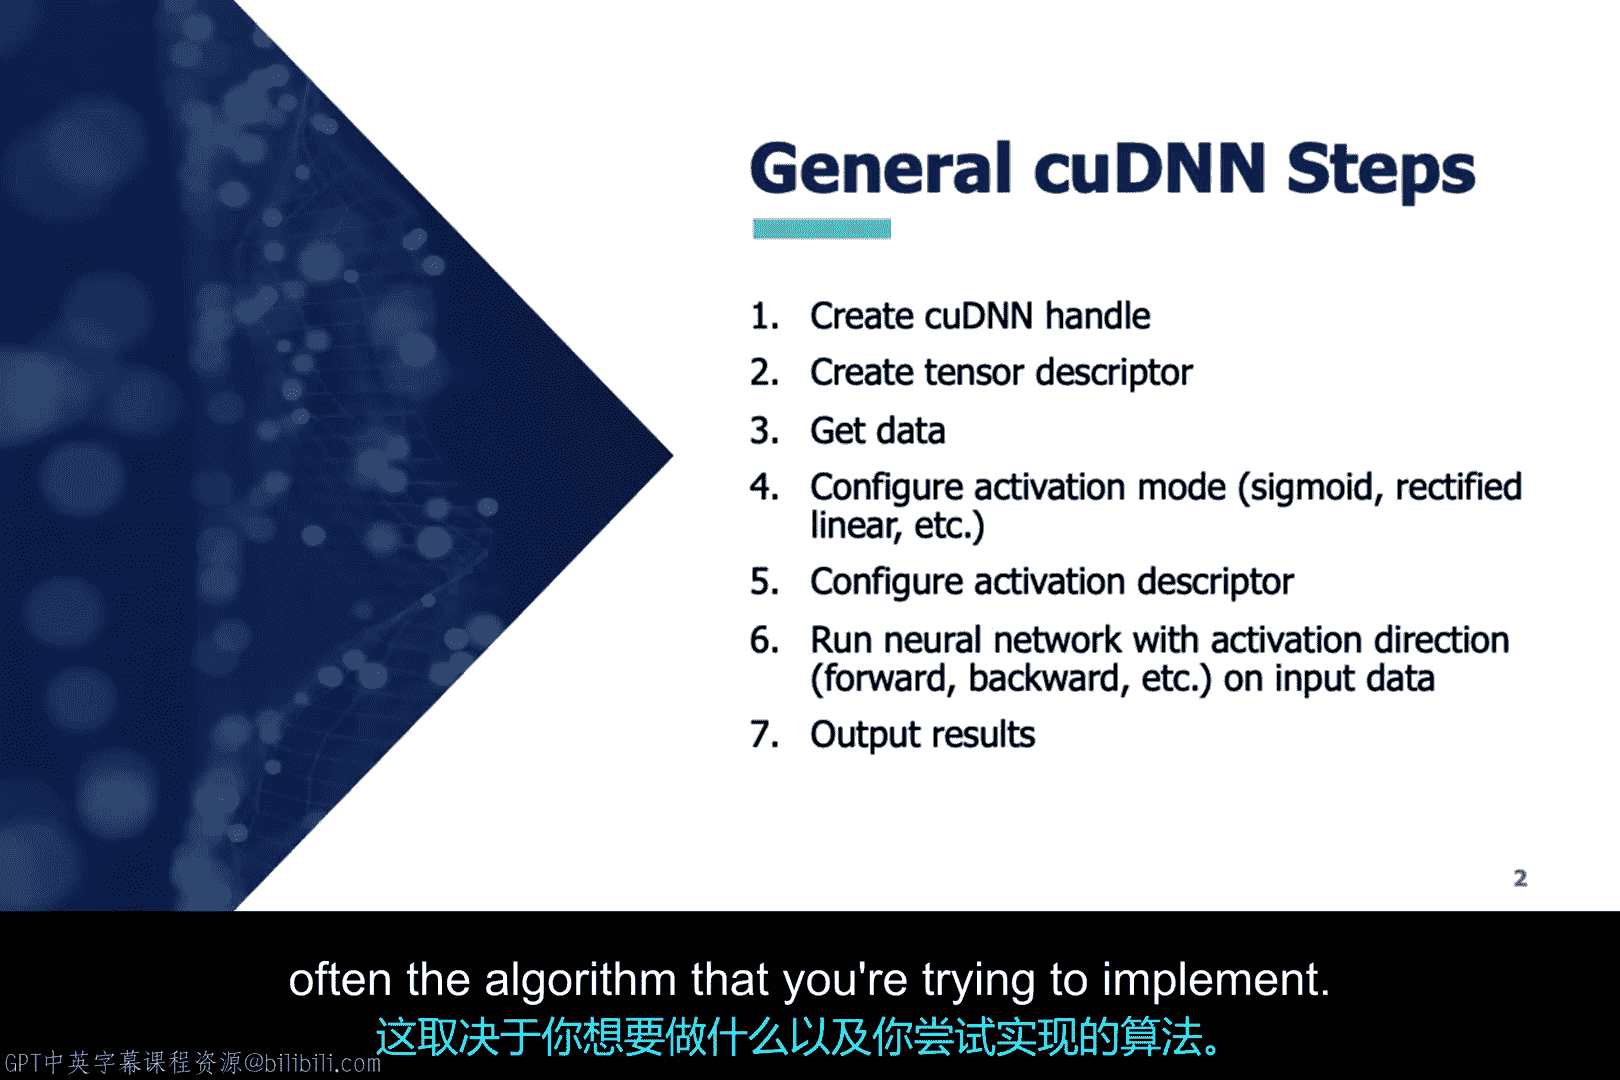 General cuDNN Steps
1. Create cuDNN handle
2. Create tensor descriptor
3. Get data
4. Configure activation mode (sigmoid, rectified
linear, etc.)
5. Configure activation descriptor
6. Run neural network with activation direction
(forward, backward, etc.) on input data
7. Output results
2
often the algorithm that you're trying to implement.
这取决于你想要做什么以及你尝试实现的算法。
GPT中英字幕课程资源@bilibili.com